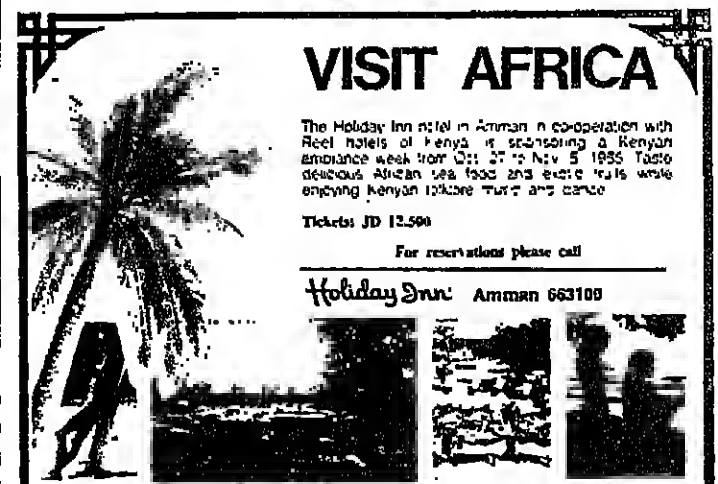 VISIT AFRICA
The Holiday Inn hotel in Amman in co-operation with
Reef hotels of Kenya is sponsoring a Kenyan
ambiance week from Oct. to Nov. 5 Taste
delicious African sea food and exotic fruits while
enjoying Kenyan folklore music and dance
Tickets: JD 12.500
For reservations please call
Holiday Inn Amman 663100